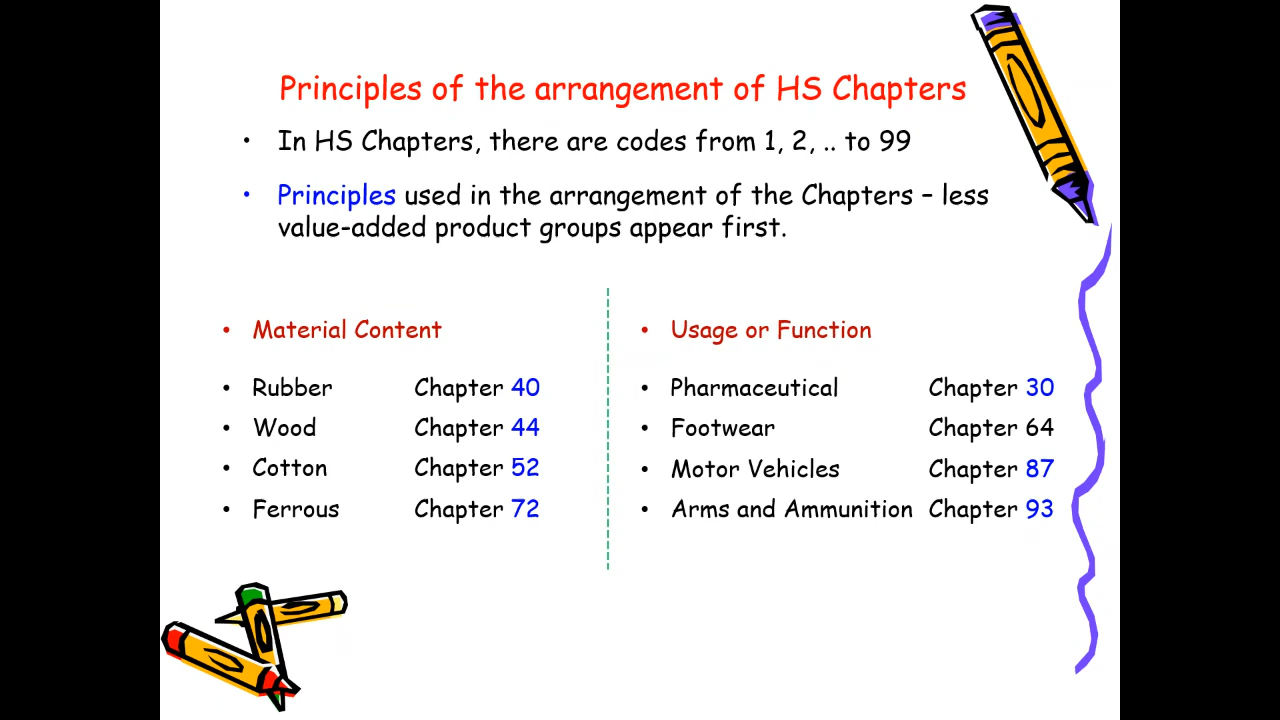 Principles of the arrangement of HS Chapters
• In HS Chapters, there are codes from 1, 2, .. to 99
• Principles used in the arrangement of the Chapters – less
value-added product groups appear first.
• Material Content
• Rubber Chapter 40
• Wood Chapter 44
• Cotton Chapter 52
• Ferrous Chapter 72
• Usage or Function
• Pharmaceutical Chapter 30
• Footwear Chapter 64
• Motor Vehicles Chapter 87
• Arms and Ammunition Chapter 93